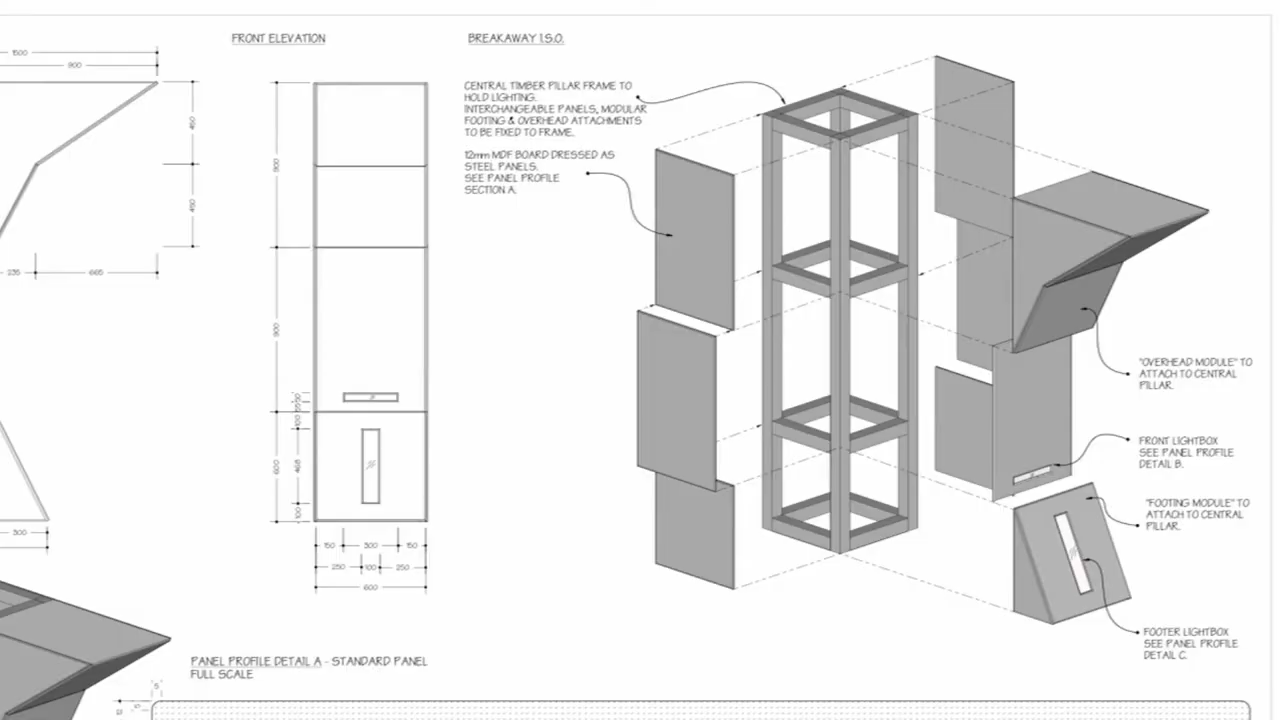 1500
900
450
450
235
665
300
FRONT ELEVATION
900
900
600
100
468
100
150
300
150
250
100
250
600
BREAKAWAY I.S.O.
CENTRAL TIMBER PILLAR FRAME TO
HOLD LIGHTING.
INTERCHANGEABLE PANELS, MODULAR
FOOTING & OVERHEAD ATTACHMENTS
TO BE FIXED TO FRAME.
12mm MDF BOARD DRESSED AS
STEEL PANELS.
SEE PANEL PROFILE
SECTION A.
"OVERHEAD MODULE" TO
ATTACH TO CENTRAL
PILLAR.
FRONT LIGHTBOX
SEE PANEL PROFILE
DETAIL B.
"FOOTING MODULE" TO
ATTACH TO CENTRAL
PILLAR.
FOOTER LIGHTBOX
SEE PANEL PROFILE
DETAIL C.
PANEL PROFILE DETAIL A - STANDARD PANEL
FULL SCALE
5
5
12